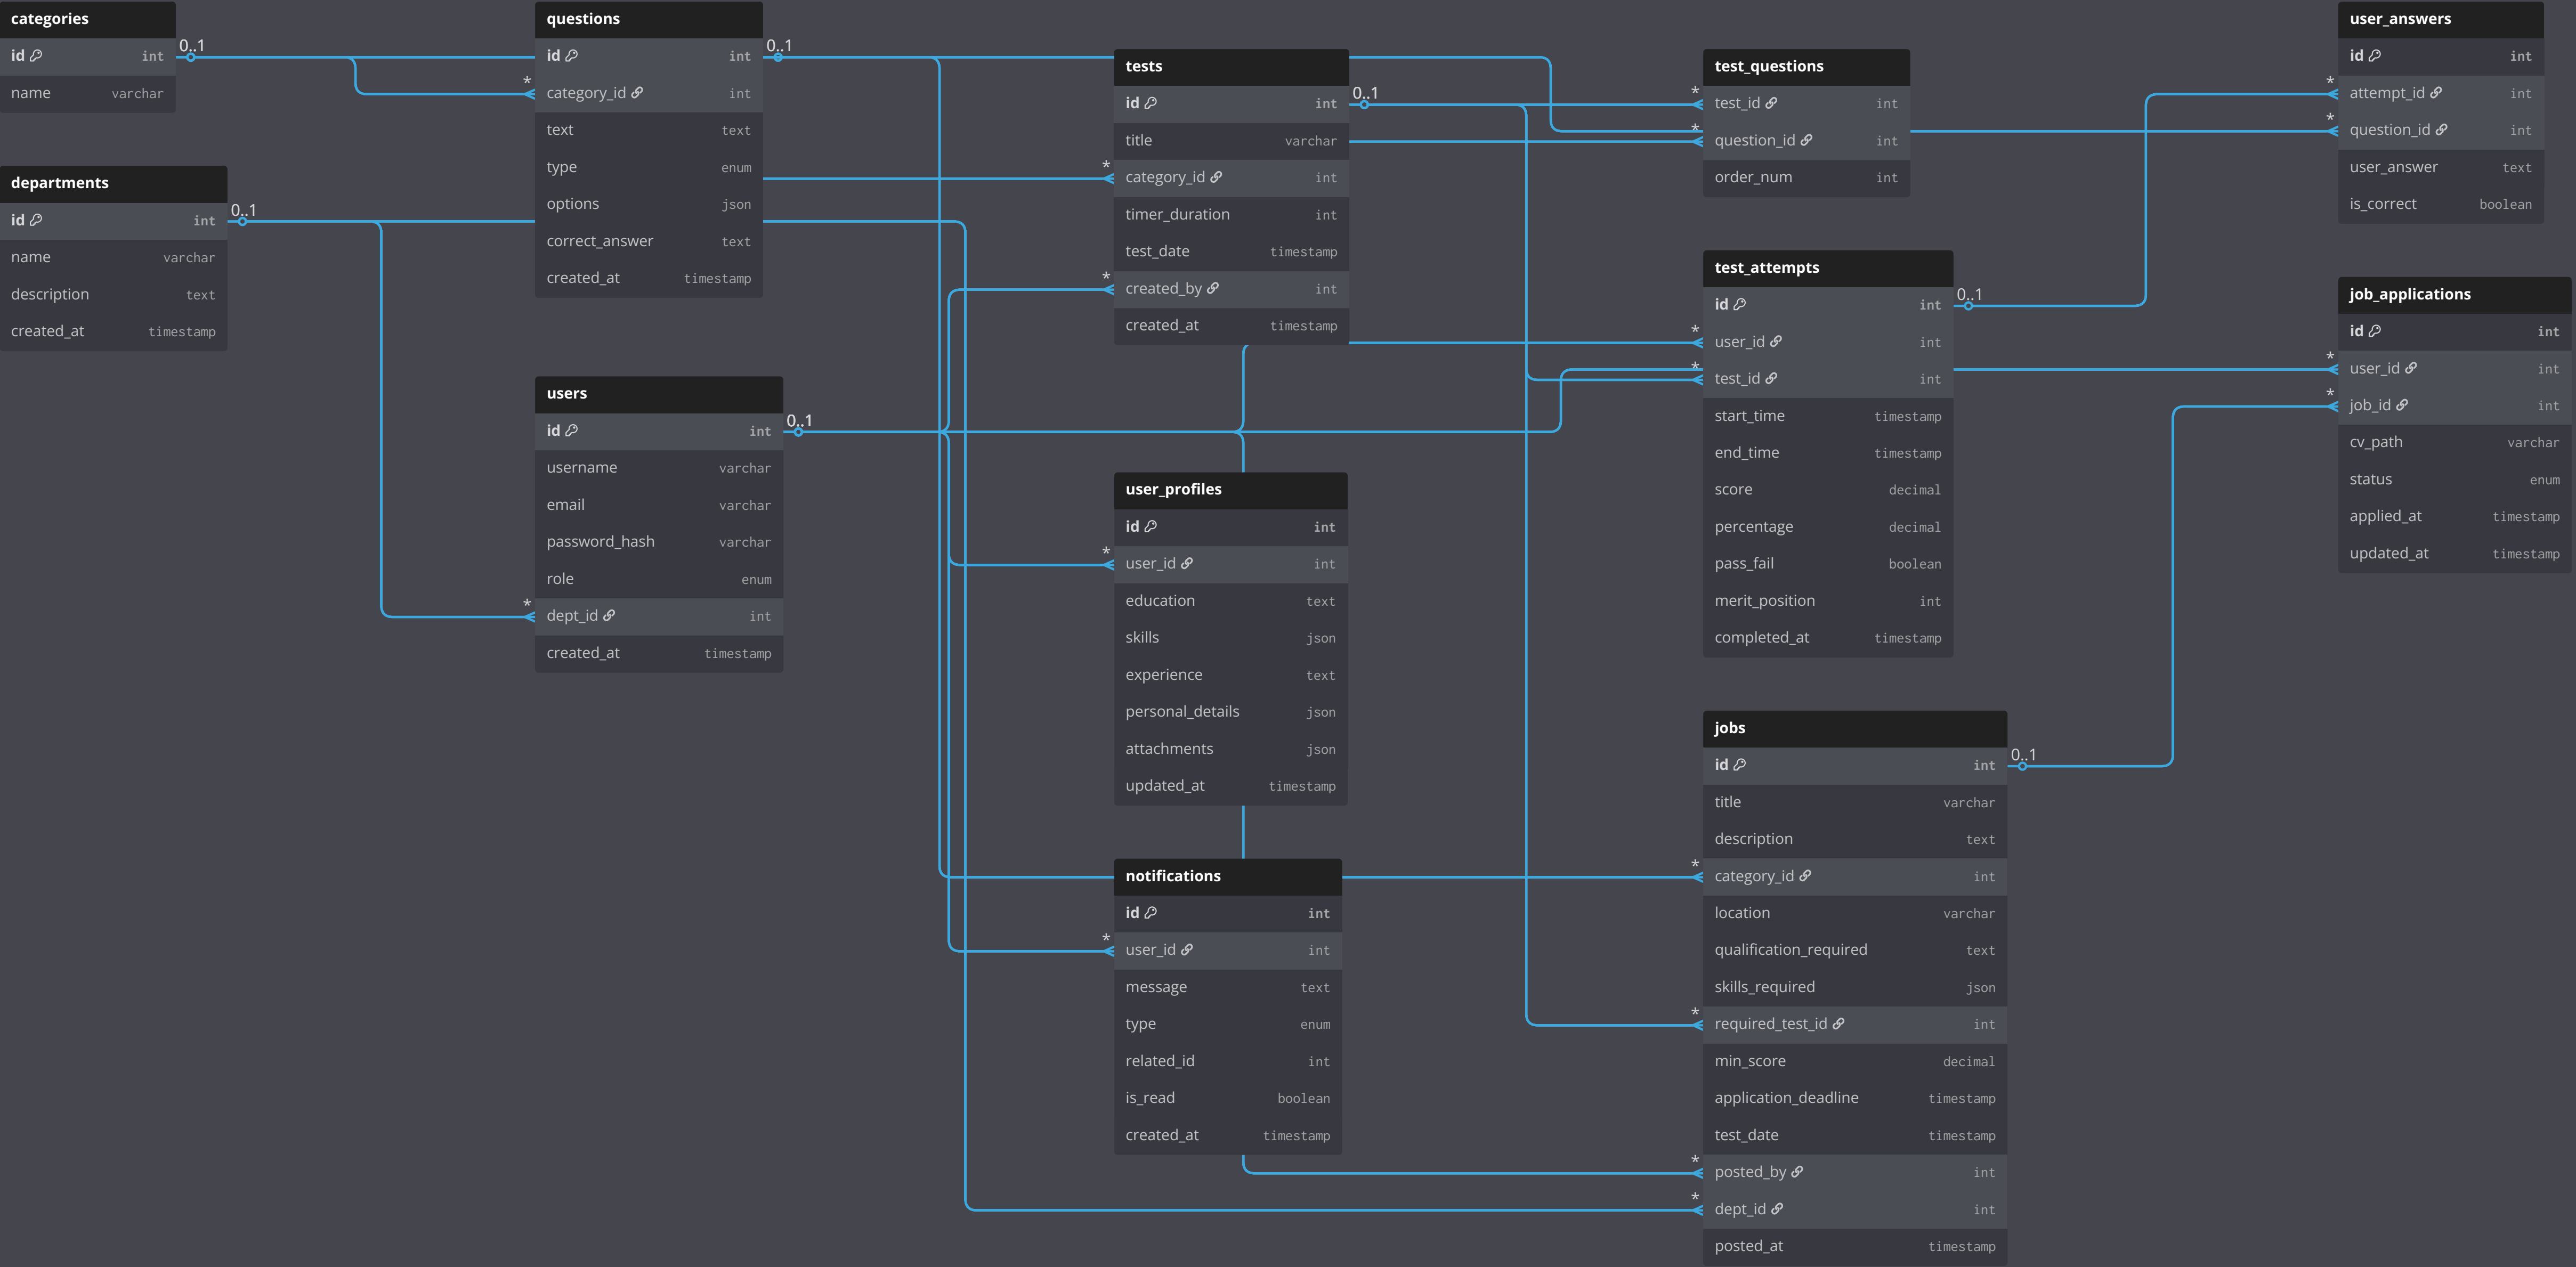 categories
id int
name varchar
0..1
*
departments
id int
name varchar
description text
created_at timestamp
0..1
*
questions
id int
category_id int
text text
type enum
options json
correct_answer text
created_at timestamp
0..1
users
id int
username varchar
email varchar
password_hash varchar
role enum
dept_id int
created_at timestamp
0..1
tests
id int
title varchar
* category_id int
timer_duration int
test_date timestamp
* created_by int
created_at timestamp
0..1
user_profiles
id int
* user_id int
education text
skills json
experience text
personal_details json
attachments json
updated_at timestamp
notifications
id int
* user_id int
message text
type enum
related_id int
is_read boolean
created_at timestamp
test_questions
* test_id int
* question_id int
order_num int
test_attempts
id int
* user_id int
* test_id int
start_time timestamp
end_time timestamp
score decimal
percentage decimal
pass_fail boolean
merit_position int
completed_at timestamp
0..1
jobs
id int
title varchar
description text
* category_id int
location varchar
qualification_required text
skills_required json
* required_test_id int
min_score decimal
application_deadline timestamp
test_date timestamp
* posted_by int
* dept_id int
posted_at timestamp
0..1
user_answers
id int
* attempt_id int
* question_id int
user_answer text
is_correct boolean
job_applications
id int
* user_id int
* job_id int
cv_path varchar
status enum
applied_at timestamp
updated_at timestamp